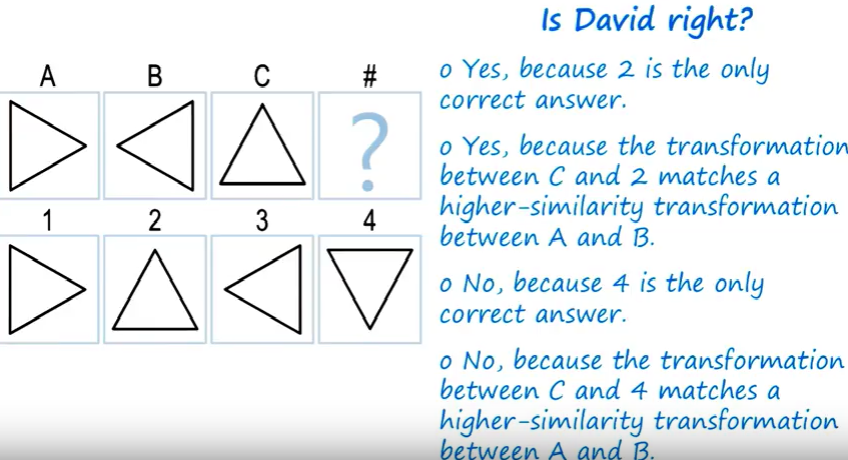 Is David right?
A B C #
?
1 2 3 4
o Yes, because 2 is the only
correct answer.
o Yes, because the transformation
between C and 2 matches a
higher-similarity transformation
between A and B.
o No, because 4 is the only
correct answer.
o No, because the transformation
between C and 4 matches a
higher-similarity transformation
between A and B.